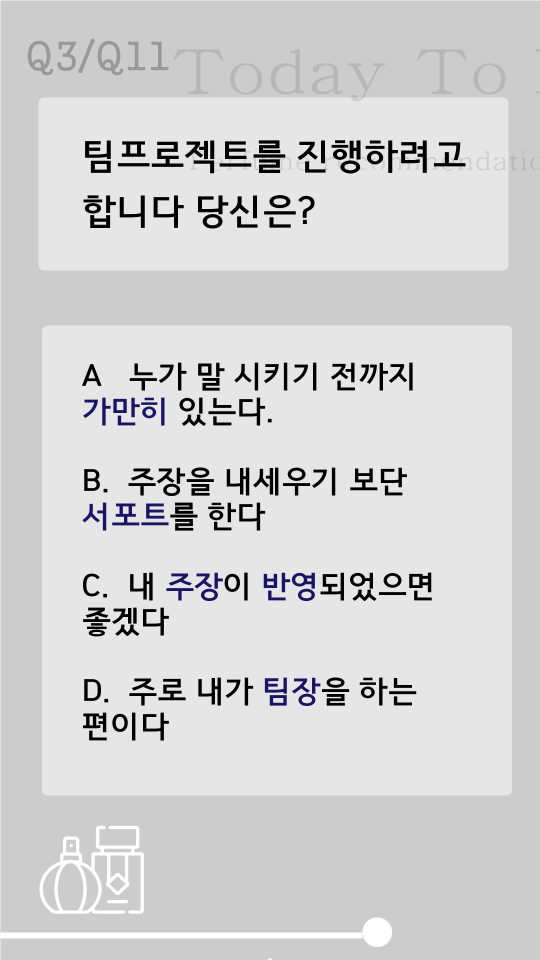 Q3/Q11
Today To
Perfume recommendatio
팀프로젝트를 진행하려고
합니다 당신은?
A 누가 말 시키기 전까지
가만히 있는다.
B. 주장을 내세우기 보단
서포트를 한다
C. 내 주장이 반영되었으면
좋겠다
D. 주로 내가 팀장을 하는
편이다